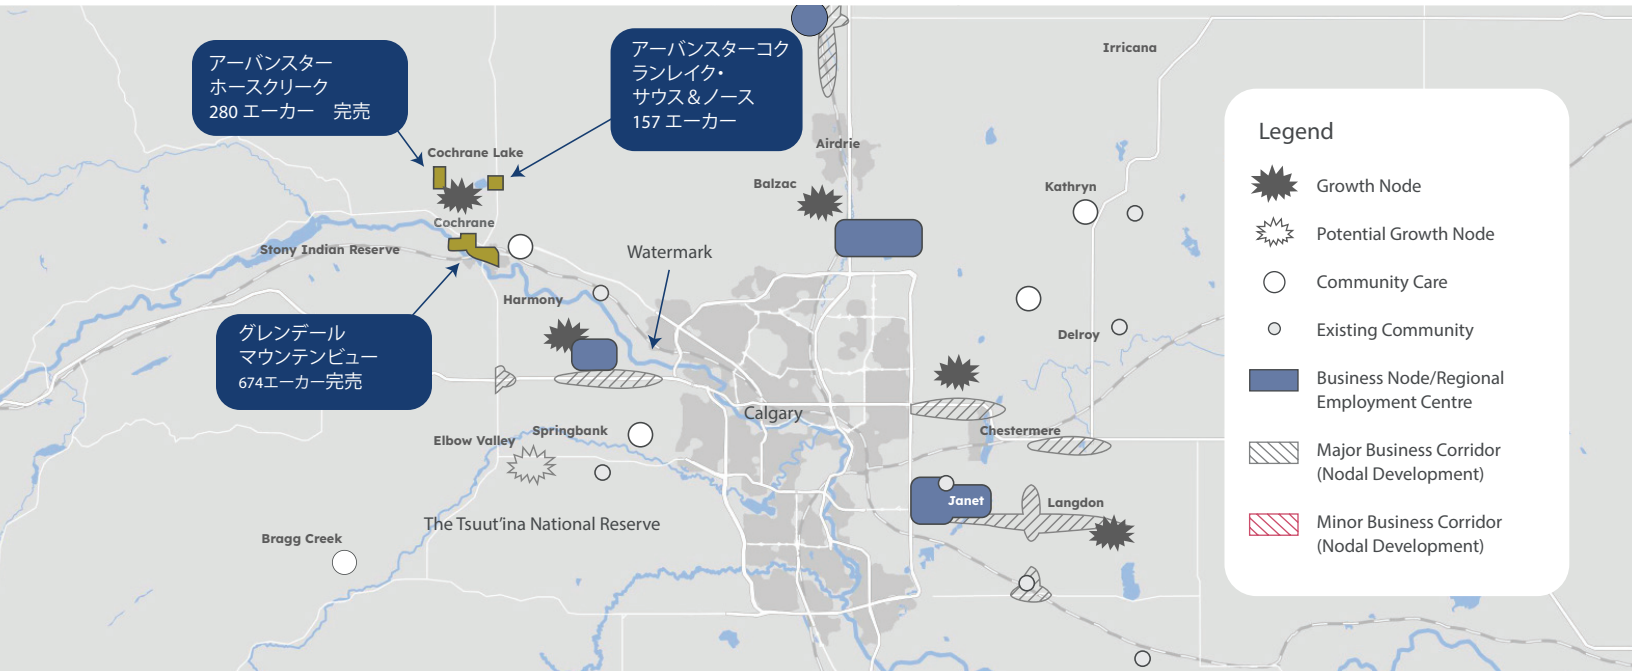 アーバンスター
ホースクリーク
280 エーカー　完売
アーバンスターコク
ランレイク・
サウス＆ノース
157 エーカー
Irricana
Airdrie
Cochrane Lake
Balzac
Kathryn
Cochrane
Stony Indian Reserve
Watermark
Harmony
Delroy
グレンデール
マウンテンビュー
674エーカー完売
Calgary
Springbank
Elbow Valley
Chestermere
Janet
Langdon
The Tsuut'ina National Reserve
Bragg Creek
Legend
Growth Node
Potential Growth Node
Community Care
Existing Community
Business Node/Regional
Employment Centre
Major Business Corridor
(Nodal Development)
Minor Business Corridor
(Nodal Development)